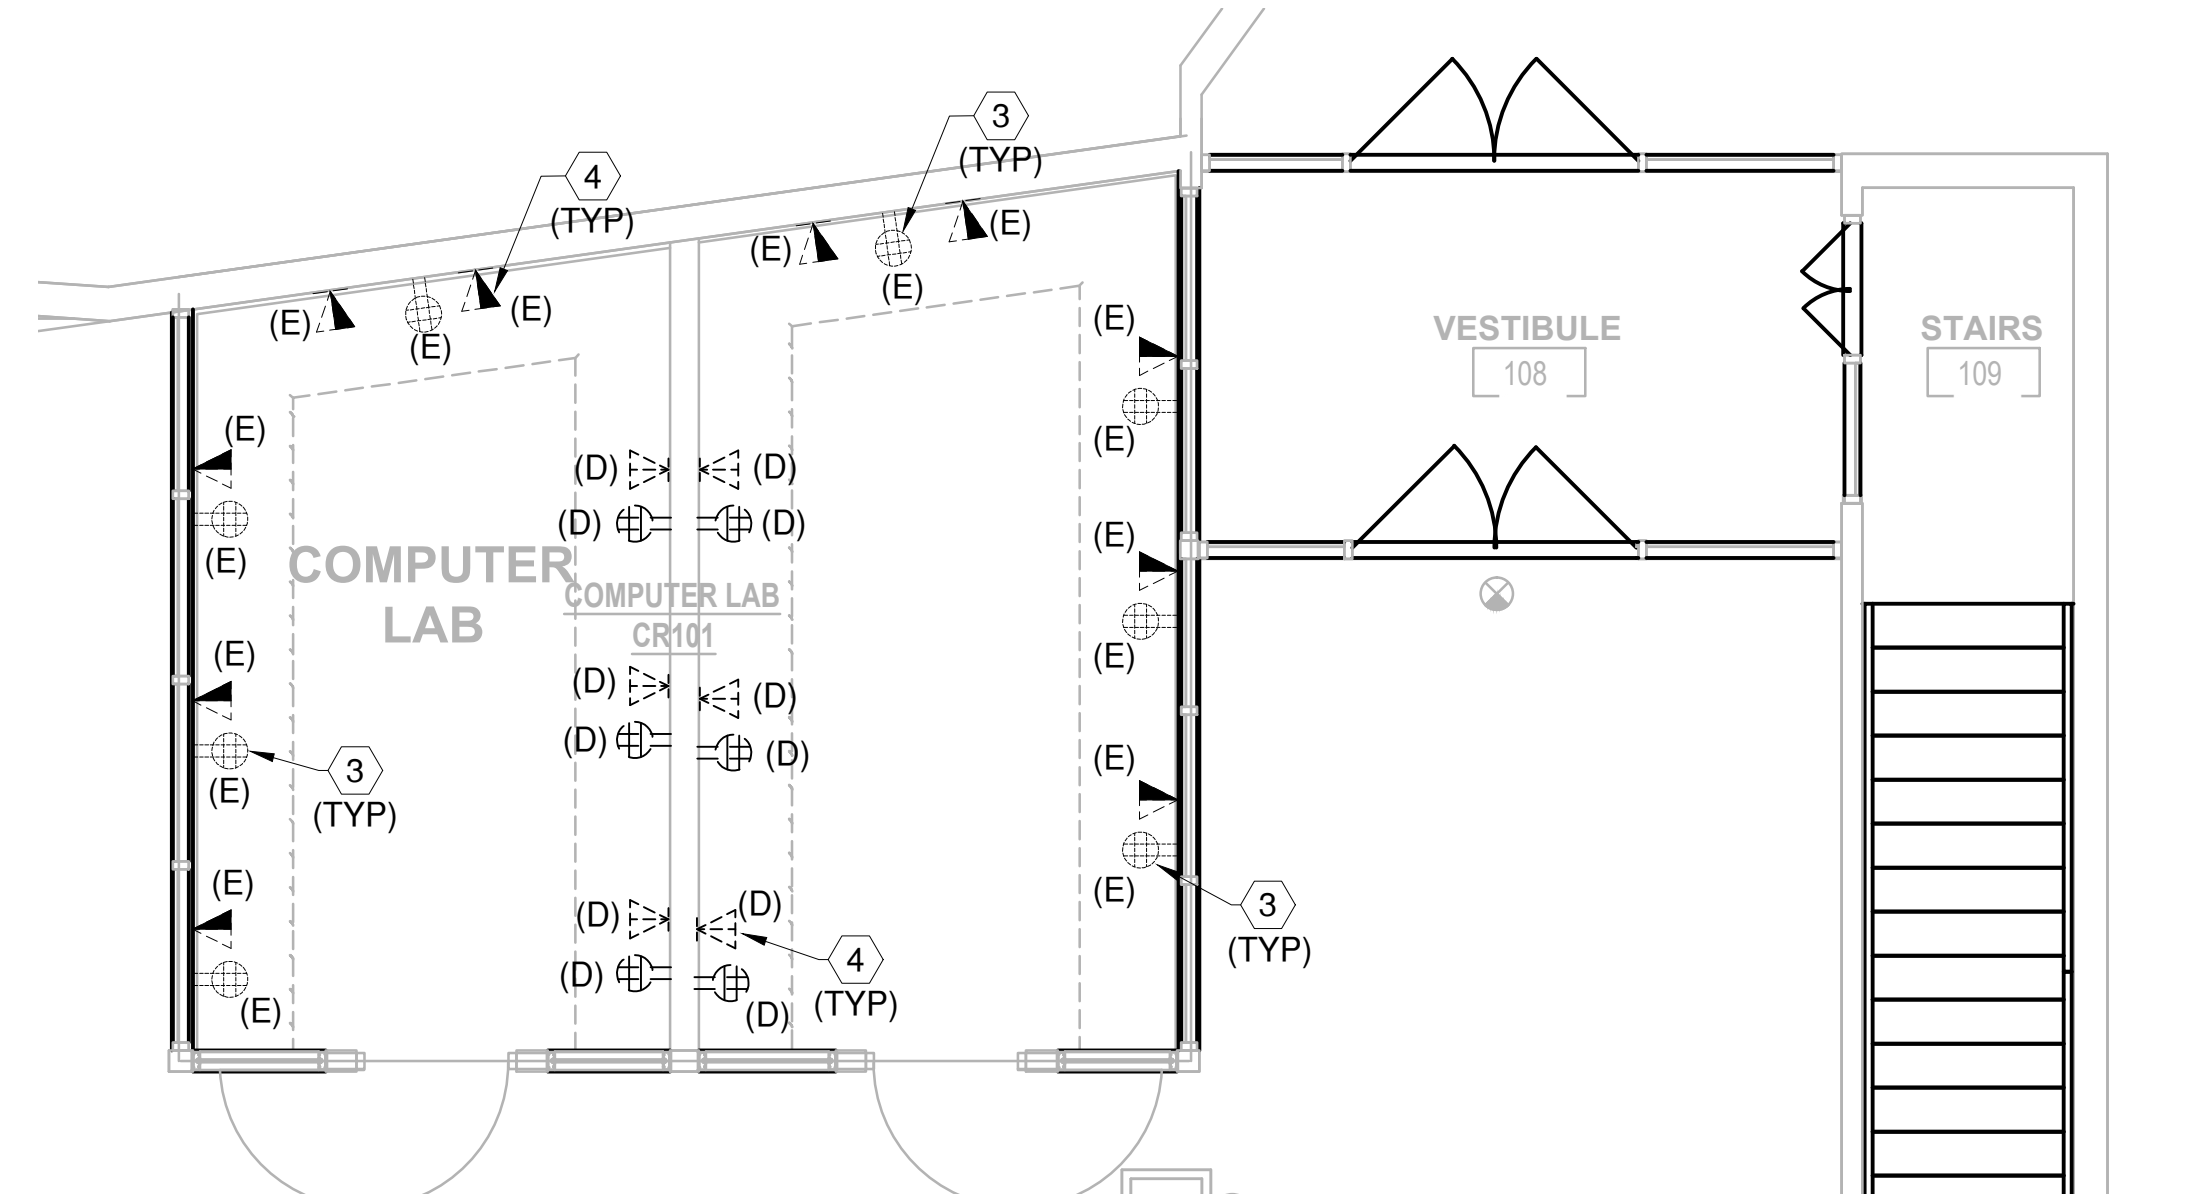 3
(TYP)
4
(TYP)
(E)
(E)
(E)
(E)
(E)
(E)
(E)
VESTIBULE
108
STAIRS
109
(E)
(E)
(E)
(D)
(D)
(D)
(D)
(E)
(E)
COMPUTER
LAB
COMPUTER LAB
CR101
(E)
(E)
(D)
(D)
(D)
(D)
(E)
(E)
3
(TYP)
(E)
(E)
(D)
(D)
(E)
3
(TYP)
4
(TYP)
(D)
(D)
(E)